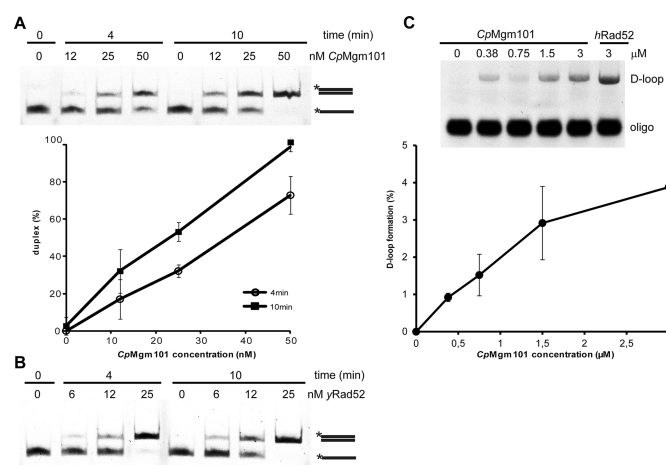 A
0 4 10 time (min)
0 12 25 50 0 12 25 50 nM CpMgm101
*
*
100
80
60
40
20
0
duplex (%)
4min
10min
0 10 20 30 40 50
CpMgm101 concentration (nM)
B
0 4 10 time (min)
0 6 12 25 0 6 12 25 nM yRad52
*
*
C
CpMgm101 hRad52
0 0.38 0.75 1.5 3 3 μM
D-loop
oligo
5
4
3
2
1
0
D-loop formation (%)
0 0,5 1 1,5 2 2,5
CpMgm101 concentration (μM)